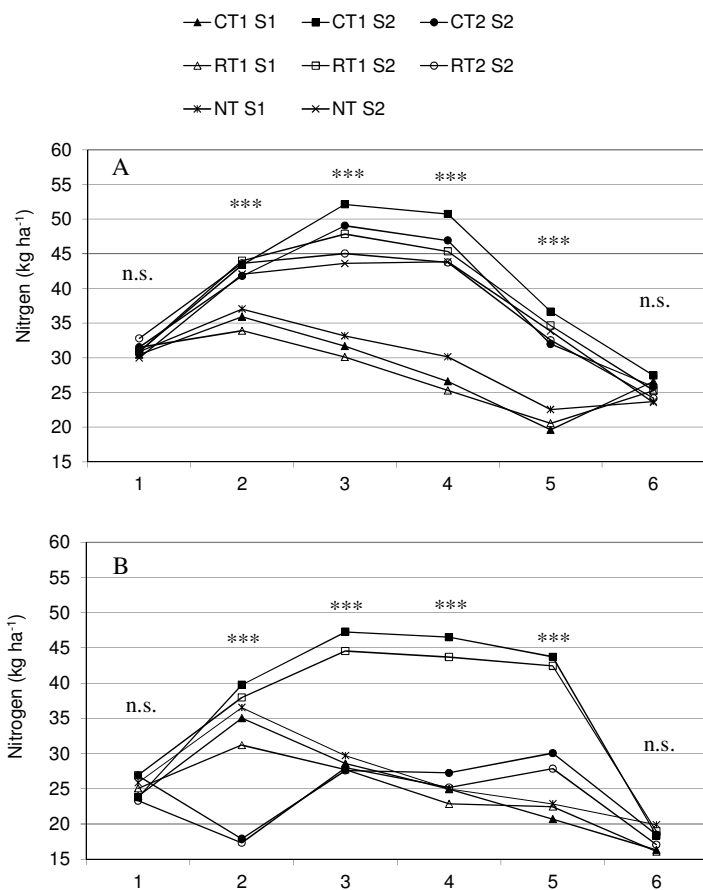 CT1 S1 CT1 S2 CT2 S2
RT1 S1 RT1 S2 RT2 S2
NT S1 NT S2
A
Nitrgen (kg ha-1)
60
55
50
45
40
35
30
25
20
15
n.s.
***
***
***
***
n.s.
1 2 3 4 5 6
B
Nitrogen (kg ha-1)
60
55
50
45
40
35
30
25
20
15
n.s.
***
***
***
***
n.s.
1 2 3 4 5 6